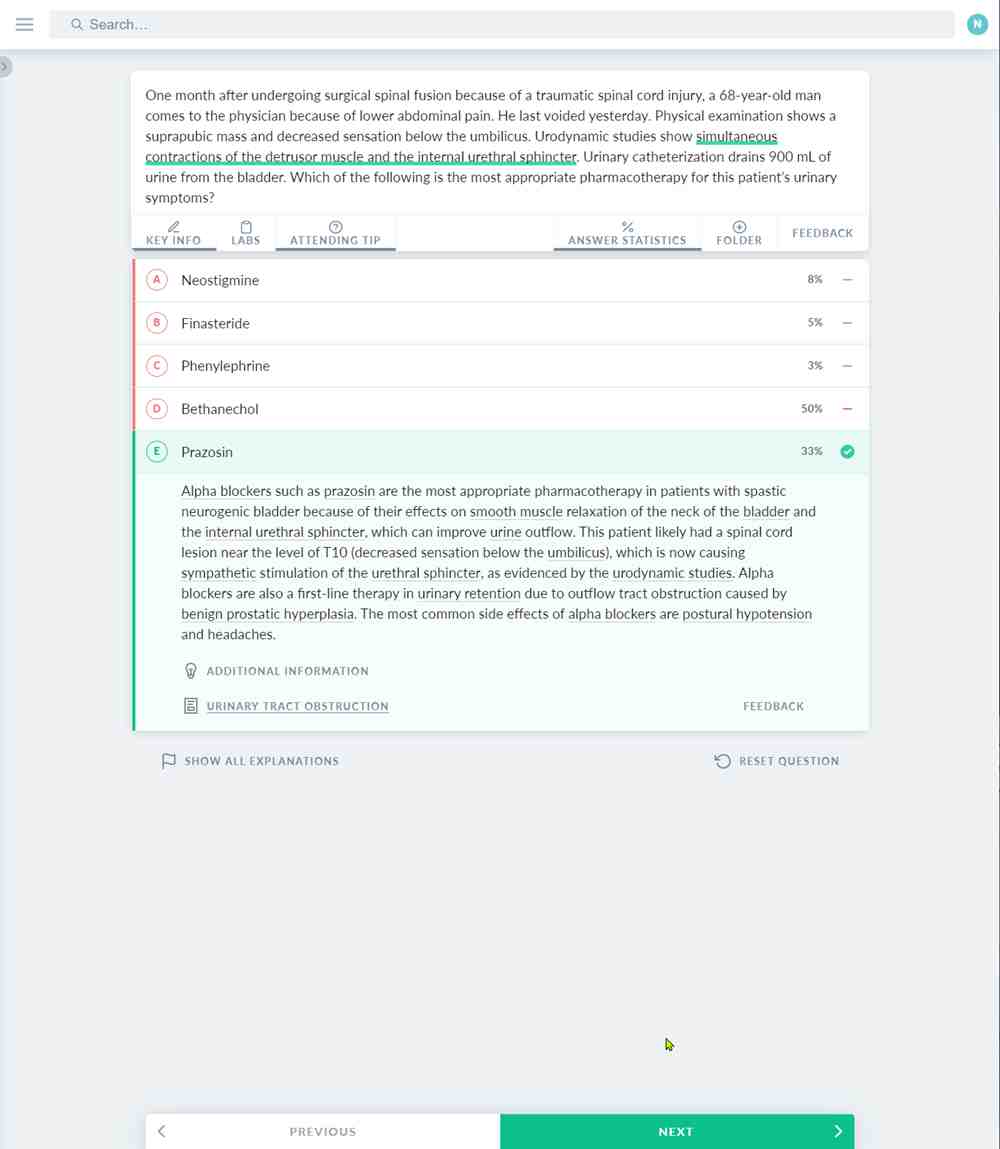 Search...
N
One month after undergoing surgical spinal fusion because of a traumatic spinal cord injury, a 68-year-old man
comes to the physician because of lower abdominal pain. He last voided yesterday. Physical examination shows a
suprapubic mass and decreased sensation below the umbilicus. Urodynamic studies show simultaneous
contractions of the detrusor muscle and the internal urethral sphincter. Urinary catheterization drains 900 mL of
urine from the bladder. Which of the following is the most appropriate pharmacotherapy for this patient's urinary
symptoms?
KEY INFO LABS ATTENDING TIP ANSWER STATISTICS FOLDER FEEDBACK
A Neostigmine 8%
B Finasteride 5%
C Phenylephrine 3%
D Bethanechol 50%
E Prazosin 33%
Alpha blockers such as prazosin are the most appropriate pharmacotherapy in patients with spastic
neurogenic bladder because of their effects on smooth muscle relaxation of the neck of the bladder and
the internal urethral sphincter, which can improve urine outflow. This patient likely had a spinal cord
lesion near the level of T10 (decreased sensation below the umbilicus), which is now causing
sympathetic stimulation of the urethral sphincter, as evidenced by the urodynamic studies. Alpha
blockers are also a first-line therapy in urinary retention due to outflow tract obstruction caused by
benign prostatic hyperplasia. The most common side effects of alpha blockers are postural hypotension
and headaches.
ADDITIONAL INFORMATION
URINARY TRACT OBSTRUCTION FEEDBACK
SHOW ALL EXPLANATIONS RESET QUESTION
PREVIOUS NEXT